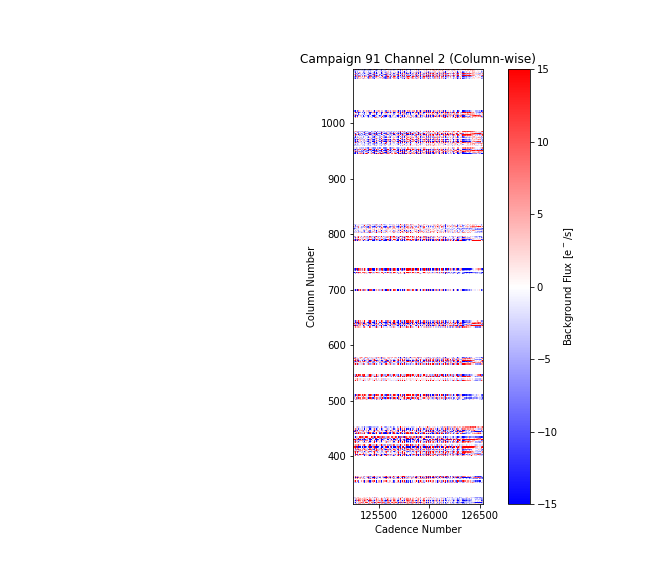 Campaign 91 Channel 2 (Column-wise)
1000
900
800
700
600
500
400
Column Number
125500 126000 126500
Cadence Number
15
10
5
0
−5
−10
−15
Background Flux [e⁻/s]